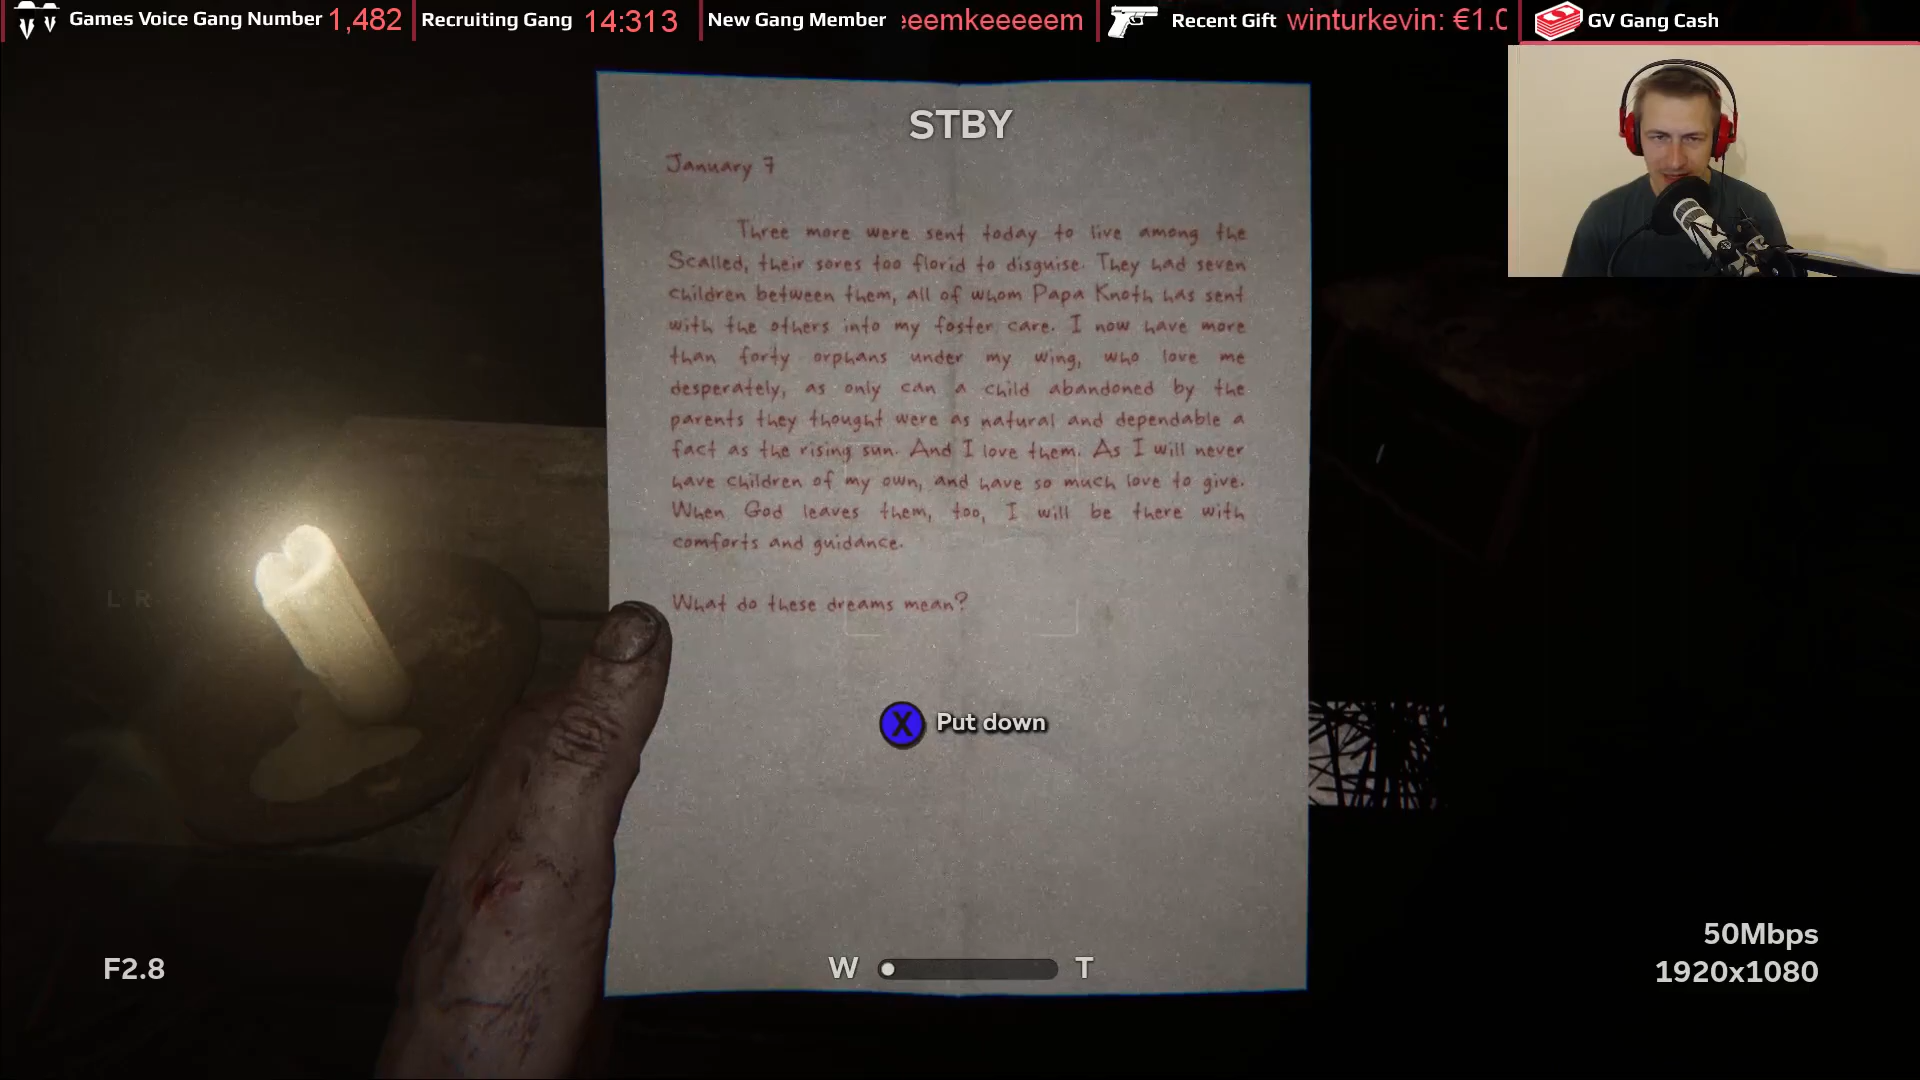 Games Voice Gang Number 1,482 Recruiting Gang 14:313 New Gang Member eeemkeeeeem Recent Gift winturkevin: €1.0 GV Gang Cash
STBY
January 7
Three more were sent today to live among the
Scalled, their sores too florid to disguise. They had seven
children between them, all of whom Papa Knoth has sent
with the others into my foster care. I now have more
than forty orphans under my wing, who love me
desperately, as only can a child abandoned by the
parents they thought were as natural and dependable a
fact as the rising sun. And I love them. As I will never
have children of my own, and have so much love to give.
When God leaves them, too, I will be there with
comforts and guidance.
What do these dreams mean?
L R
X Put down
50Mbps
F2.8
W T
1920x1080